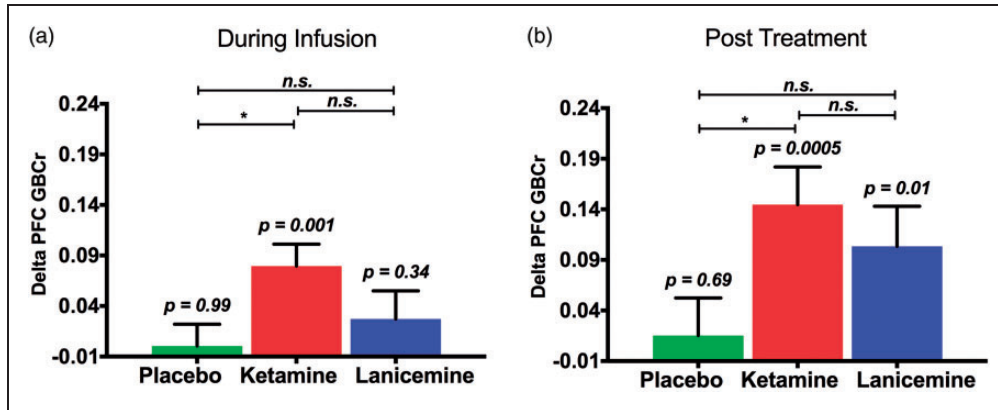 (a)
During Infusion
n.s.
*
n.s.
0.24
0.19
0.14
0.09
0.04
-0.01
Delta PFC GBCr
p = 0.99
p = 0.001
p = 0.34
Placebo Ketamine Lanicemine
(b)
Post Treatment
n.s.
n.s.
*
0.24
0.19
0.14
0.09
0.04
-0.01
Delta PFC GBCr
p = 0.69
p = 0.0005
p = 0.01
Placebo Ketamine Lanicemine